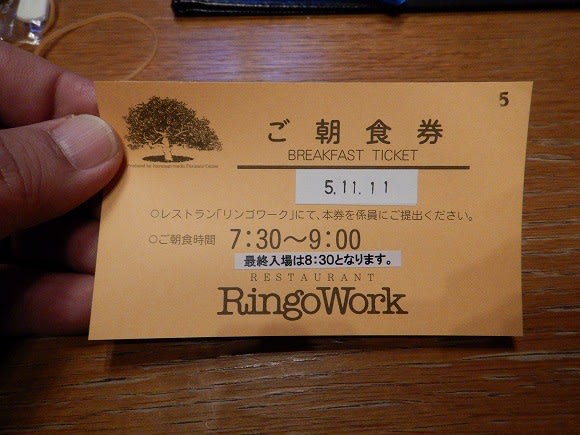 5
ご朝食券
BREAKFAST TICKET
5.11.11
○レストラン「リンゴワーク」にて、本券を係員にご提出ください。
○ご朝食時間 7:30～9:00
最終入場は8:30となります。
RESTAURANT
RingoWork